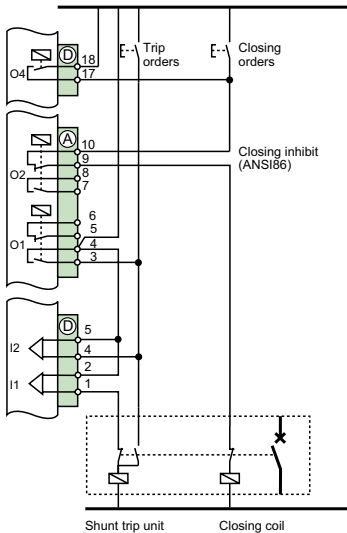 Trip
orders
Closing
orders
D
O4
18
17
A
10
9
8
7
O2
Closing inhibit
(ANSI86)
6
5
4
3
O1
D
5
4
2
1
I2
I1
Shunt trip unit
Closing coil